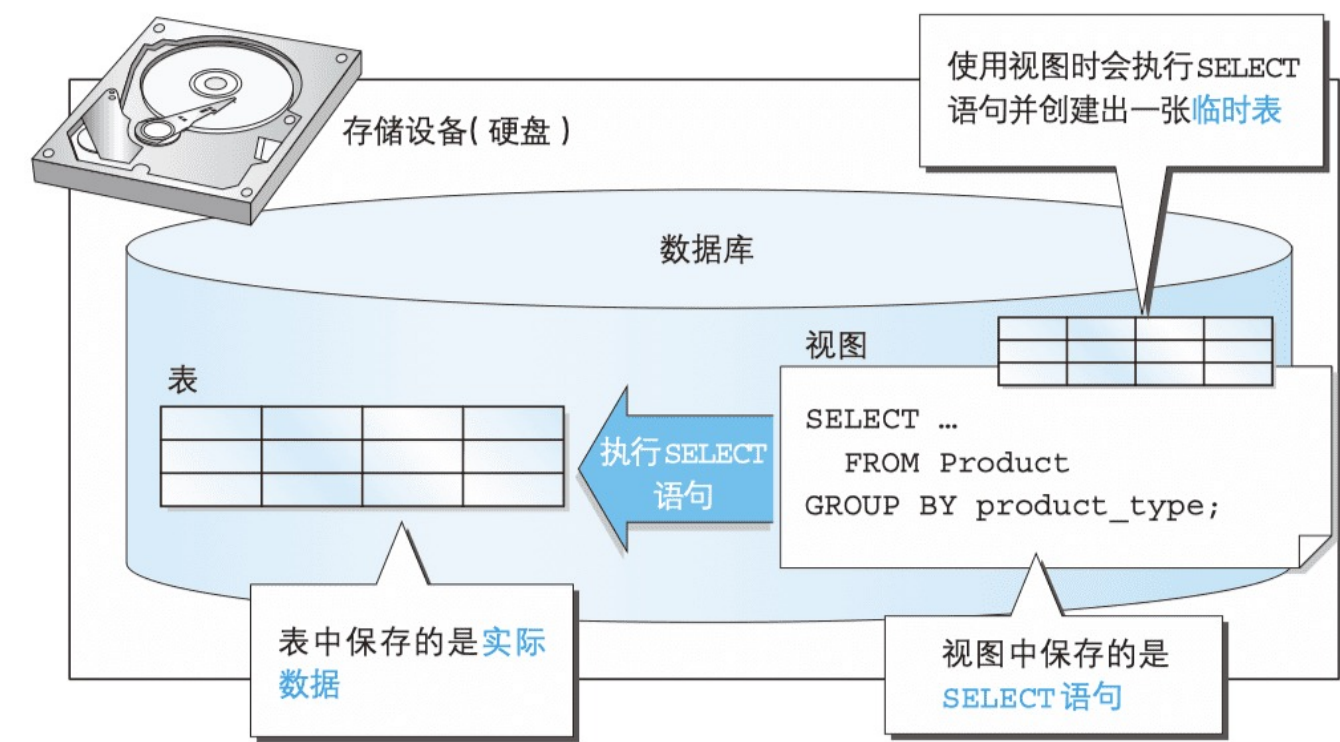 使用视图时会执行SELECT
语句并创建出一张临时表
存储设备( 硬盘 )
数据库
视图
表
SELECT …
FROM Product
GROUP BY product_type;
执行SELECT
语句
表中保存的是实际
数据
视图中保存的是
SELECT语句